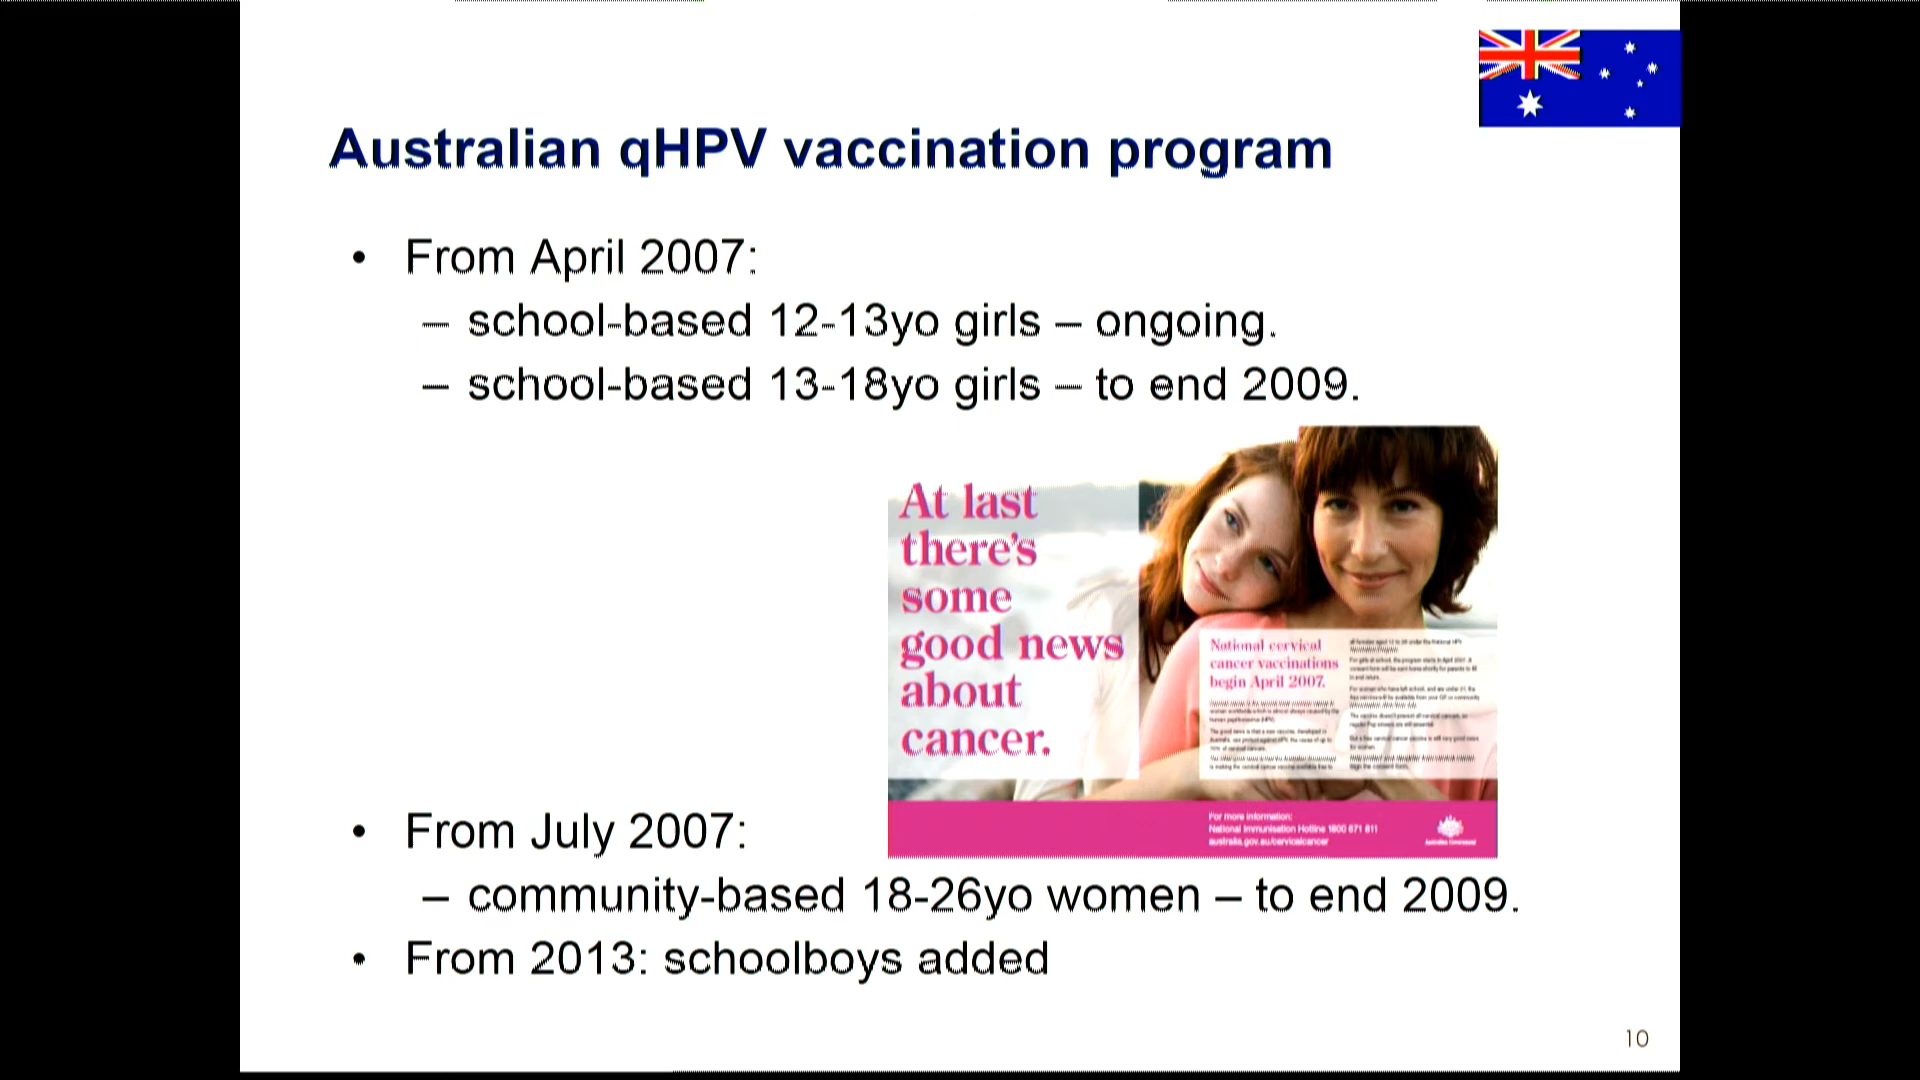 Australian qHPV vaccination program
• From April 2007:
– school-based 12-13yo girls – ongoing.
– school-based 13-18yo girls – to end 2009.
At last
there's
some
good news
about
cancer.
National cervical
cancer vaccinations
begin April 2007.
For more information:
National Immunisation Hotline 1800 671 811
australia.gov.au/cervicalcancer
Australian Government
• From July 2007:
– community-based 18-26yo women – to end 2009.
• From 2013: schoolboys added
10